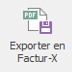 PDF
Exporter en
Factur-X